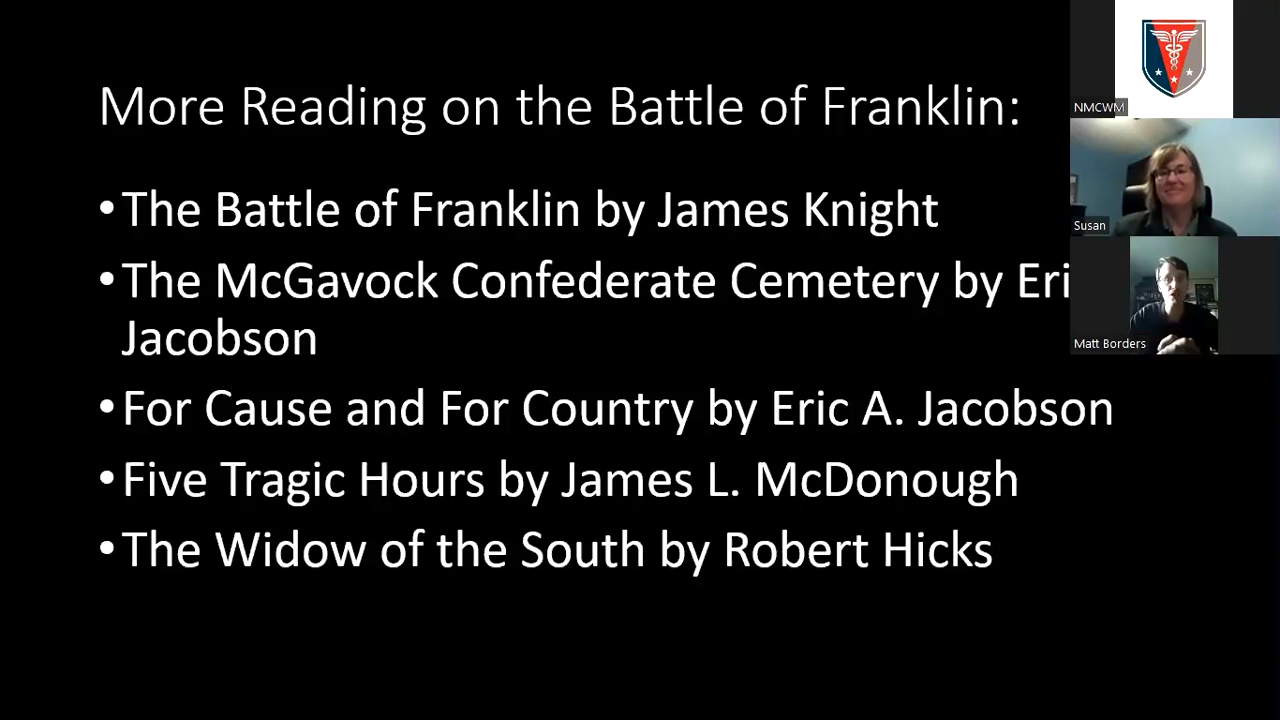 More Reading on the Battle of Franklin:
• The Battle of Franklin by James Knight
• The McGavock Confederate Cemetery by Eri
Jacobson
• For Cause and For Country by Eric A. Jacobson
• Five Tragic Hours by James L. McDonough
• The Widow of the South by Robert Hicks
NMCWM
Susan
Matt Borders